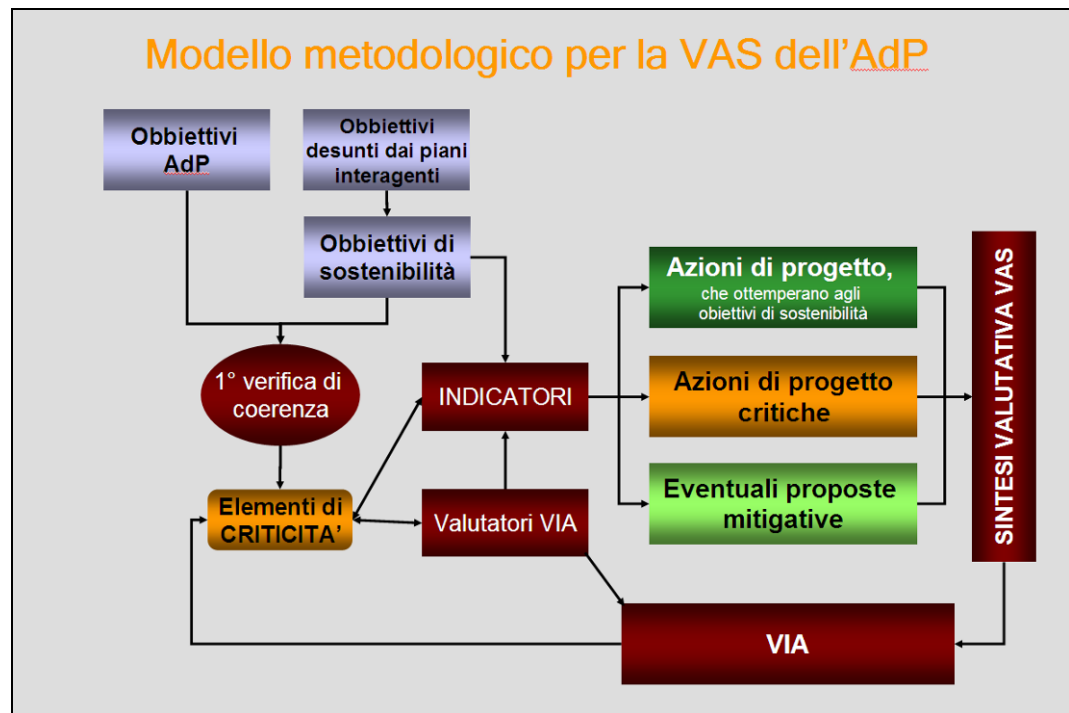 Modello metodologico per la VAS dell'AdP
Obbiettivi
AdP
Obbiettivi
desunti dai piani
interagenti
Obbiettivi di
sostenibilità
1° verifica di
coerenza
Elementi di
CRITICITA'
INDICATORI
Valutatori VIA
Azioni di progetto,
che ottemperano agli
obiettivi di sostenibilità
Azioni di progetto
critiche
Eventuali proposte
mitigative
SINTESI VALUTATIVA VAS
VIA